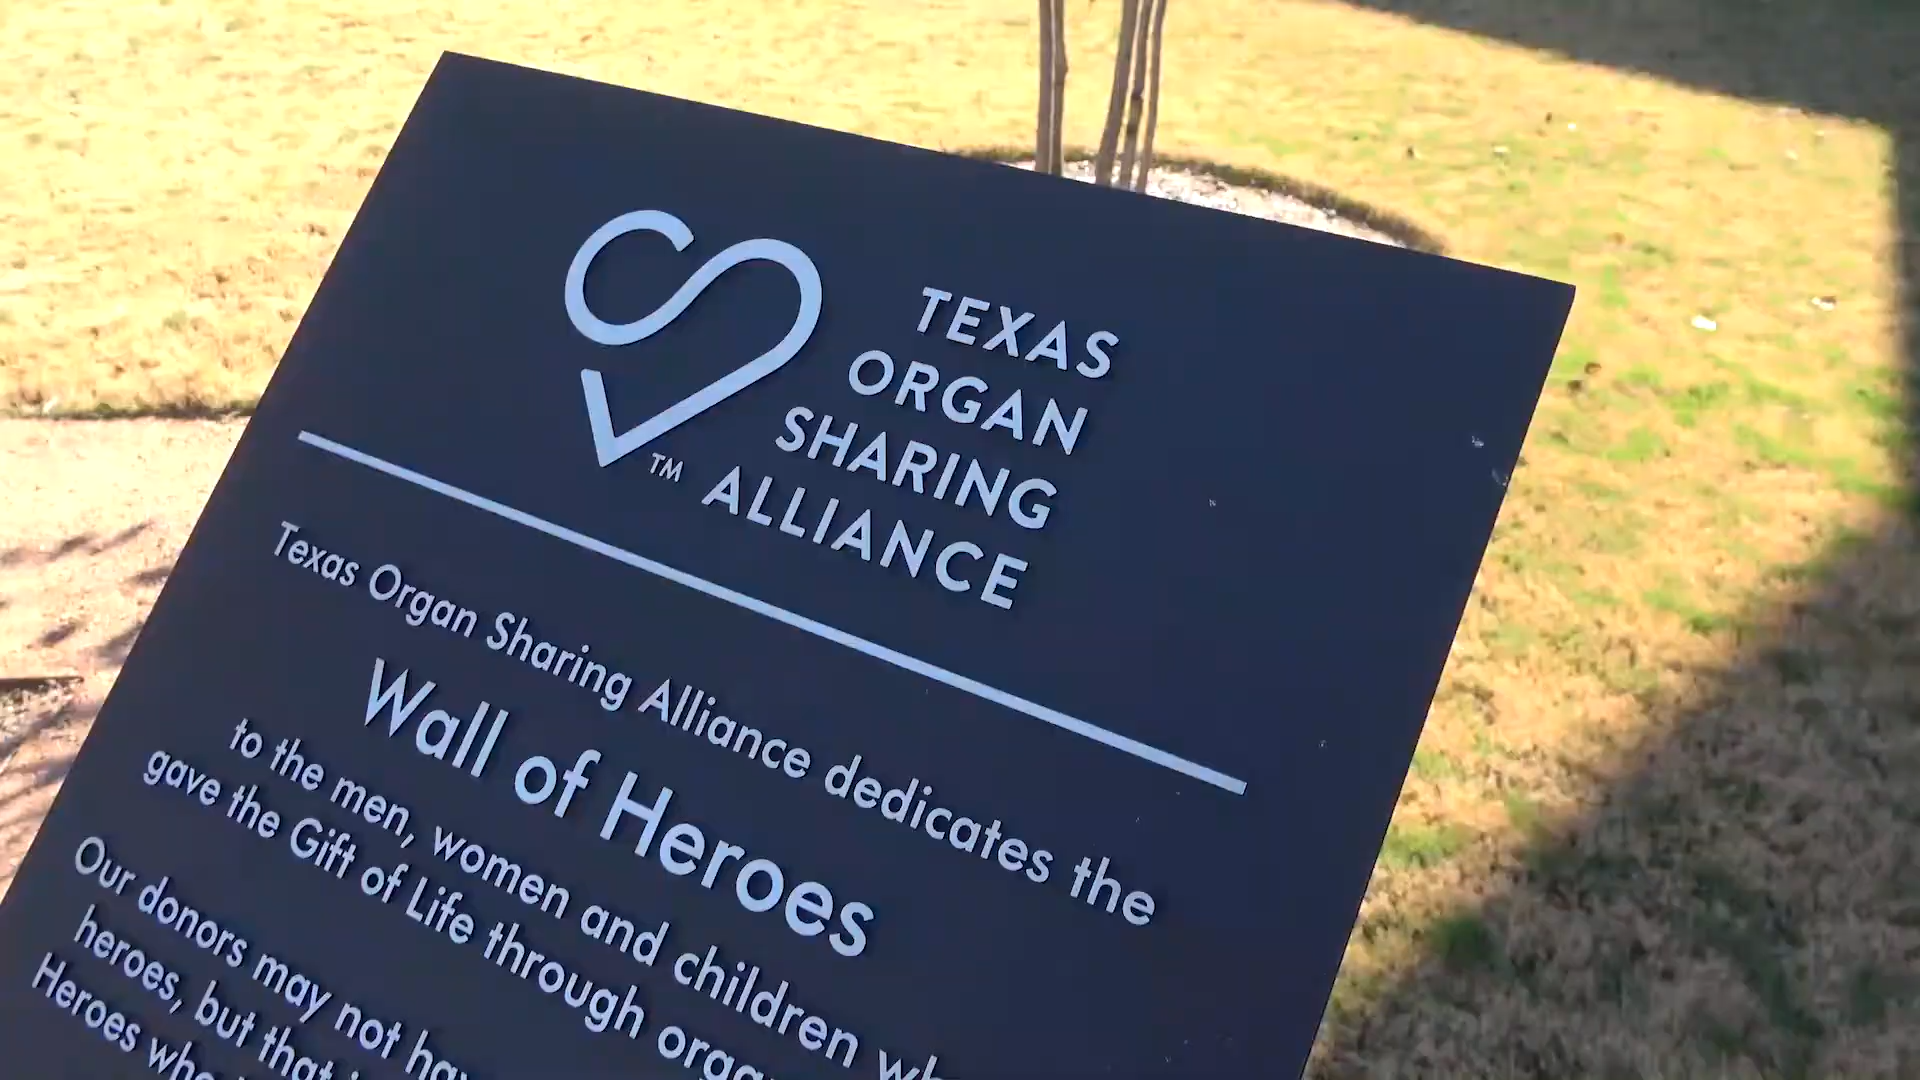 TEXAS
ORGAN
SHARING
ALLIANCE
TM
Texas Organ Sharing Alliance dedicates the
Wall of Heroes
to the men, women and children
gave the Gift of Life through
Our donors may not
heroes, but that
Heroes